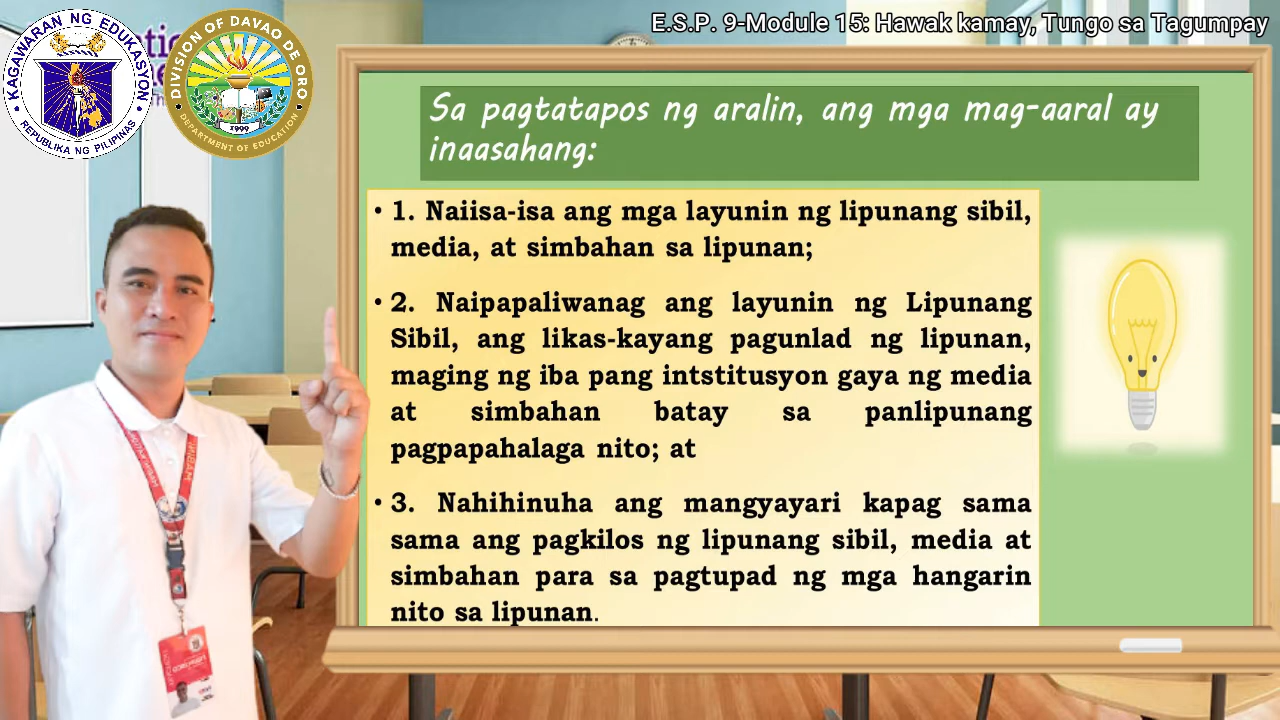 E.S.P. 9-Module 15: Hawak kamay, Tungo sa Tagumpay
KAGAWARAN NG EDUKASYON
REPUBLIKA NG PILIPINAS
DIVISION OF DAVAO DE ORO
1998
DEPARTMENT OF EDUCATION
Sa pagtatapos ng aralin, ang mga mag-aaral ay
inaasahang:
• 1. Naiisa-isa ang mga layunin ng lipunang sibil,
media, at simbahan sa lipunan;
• 2. Naipapaliwanag ang layunin ng Lipunang
Sibil, ang likas-kayang pagunlad ng lipunan,
maging ng iba pang intstitusyon gaya ng media
at simbahan batay sa panlipunang
pagpapahalaga nito; at
• 3. Nahihinuha ang mangyayari kapag sama
sama ang pagkilos ng lipunang sibil, media at
simbahan para sa pagtupad ng mga hangarin
nito sa lipunan.